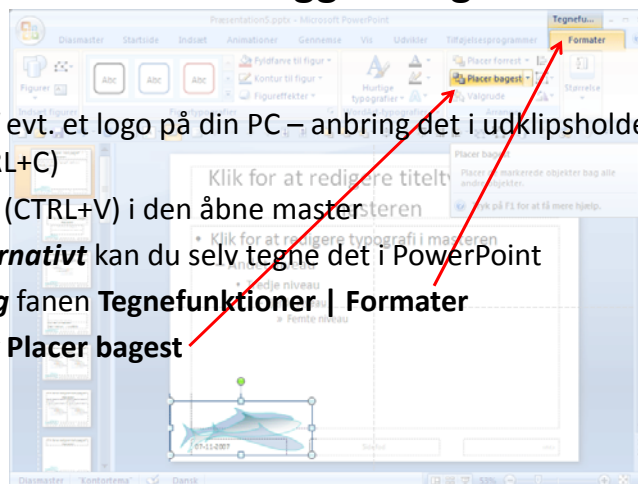 Præsentation5.pptx - Microsoft PowerPoint
Tegnefu...
Diasmaster Startside Indsæt Animationer Gennemse Vis Udvikler Tilføjelsesprogrammer Formater
Figurer
Abc Abc Abc
Fyldfarve til figur
Kontur til figur
Figureffekter
Hurtige typografier
Placer forrest
Placer bagest
Valgrude
Størrelse
evt. et logo på din PC – anbring det i udklipsholde
RL+C)
(CTRL+V) i den åbne master
rnativt kan du selv tegne det i PowerPoint
g fanen Tegnefunktioner | Formater
Placer bagest
Placer bagest
Placer de markerede objekter bag alle
andre objekter.
Tryk på F1 for at få mere hjælp.
Klik for at redigere titelty
steren
• Klik for at redigere typografi i masteren
Andet niveau
• Tredje niveau
niveau
» Femte niveau
07-11-2007
Diasmaster "Kontortema" Dansk 53%